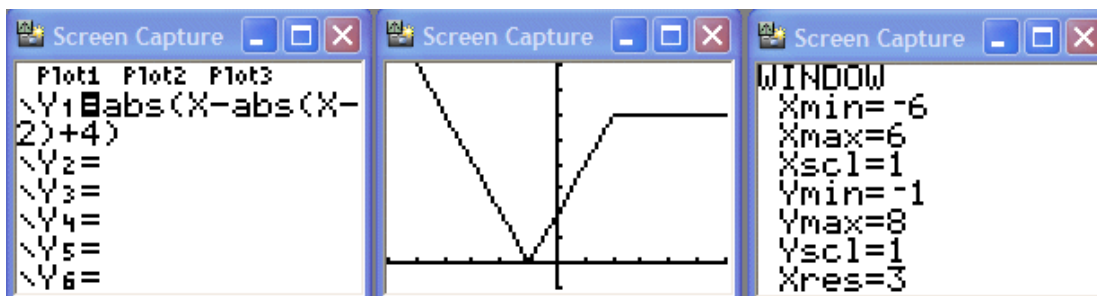 Screen Capture
Plot1 Plot2 Plot3
\Y1=abs(X-abs(X-
2)+4)
\Y2=
\Y3=
\Y4=
\Y5=
\Y6=
Screen Capture
Screen Capture
WINDOW
Xmin=-6
Xmax=6
Xscl=1
Ymin=-1
Ymax=8
Yscl=1
Xres=3